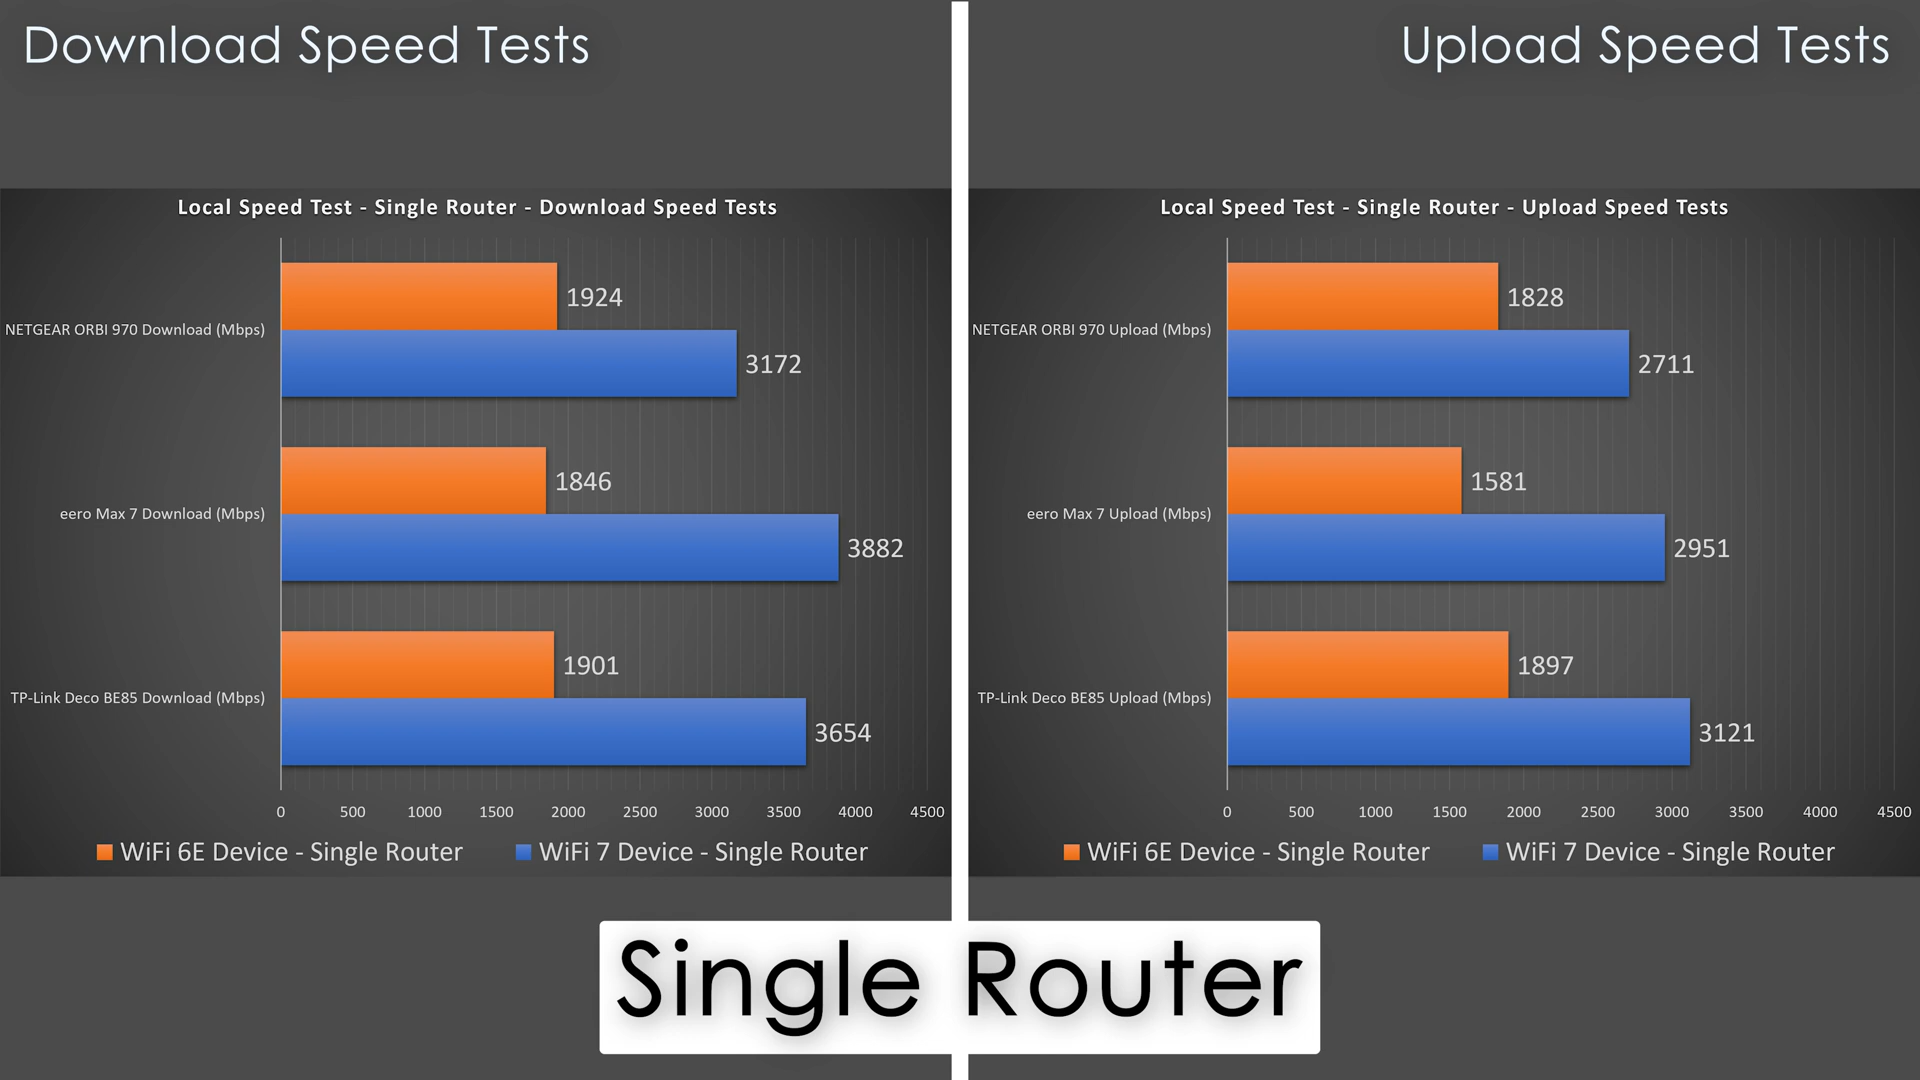 Download Speed Tests
Upload Speed Tests
Local Speed Test - Single Router - Download Speed Tests
NETGEAR ORBI 970 Download (Mbps)
1924
3172
eero Max 7 Download (Mbps)
1846
3882
TP-Link Deco BE85 Download (Mbps)
1901
3654
0 500 1000 1500 2000 2500 3000 3500 4000 4500
WiFi 6E Device - Single Router WiFi 7 Device - Single Router
Local Speed Test - Single Router - Upload Speed Tests
NETGEAR ORBI 970 Upload (Mbps)
1828
2711
eero Max 7 Upload (Mbps)
1581
2951
TP-Link Deco BE85 Upload (Mbps)
1897
3121
0 500 1000 1500 2000 2500 3000 3500 4000 4500
WiFi 6E Device - Single Router WiFi 7 Device - Single Router
Single Router